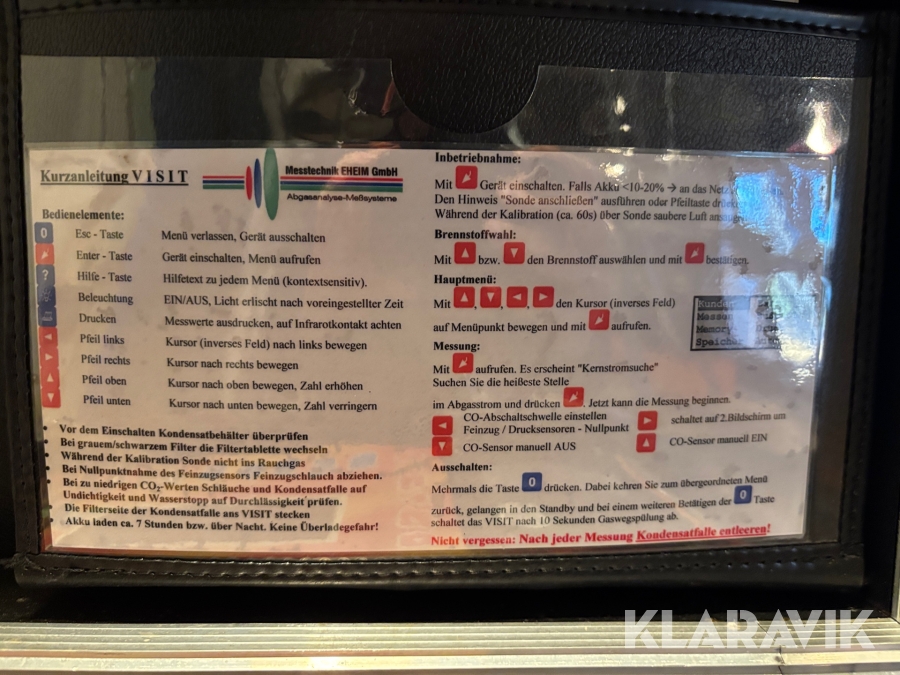 Kurzanleitung VISIT
Messtechnik EHEIM GmbH
Abgasanalyse-Meßsysteme
Bedienelemente:
0 Esc - Taste Menü verlassen, Gerät ausschalten
Enter - Taste Gerät einschalten, Menü aufrufen
? Hilfe - Taste Hilfetext zu jedem Menü (kontextsensitiv).
Beleuchtung EIN/AUS, Licht erlischt nach voreingestellter Zeit
Drucken Messwerte ausdrucken, auf Infrarotkontakt achten
Pfeil links Kursor (inverses Feld) nach links bewegen
Pfeil rechts Kursor nach rechts bewegen
Pfeil oben Kursor nach oben bewegen, Zahl erhöhen
Pfeil unten Kursor nach unten bewegen, Zahl verringern
• Vor dem Einschalten Kondensatbehälter überprüfen
• Bei grauem/schwarzem Filter die Filtertablette wechseln
• Während der Kalibration Sonde nicht ins Rauchgas
• Bei Nullpunktnahme des Feinzugsensors Feinzugschlauch abziehen.
• Bei zu niedrigen CO₂-Werten Schläuche und Kondensatfalle auf
Undichtigkeit und Wasserstopp auf Durchlässigkeit prüfen.
Die Filterseite der Kondensatfalle ans VISIT stecken
• Akku laden ca. 7 Stunden bzw. über Nacht. Keine Überladegefahr!
Inbetriebnahme:
Mit Gerät einschalten. Falls Akku <10-20% → an das
Den Hinweis "Sonde anschließen" ausführen oder Pfeiltaste
Während der Kalibration (ca. 60s) über Sonde saubere Luft
Brennstoffwahl:
Mit ▲ bzw. ▼ den Brennstoff auswählen und mit bestätigen.
Hauptmenü:
Mit ▲, ▼, ◄, ► den Kursor (inverses Feld)
auf Menüpunkt bewegen und mit aufrufen.
Messung:
Mit aufrufen. Es erscheint "Kernstromsuche"
Suchen Sie die heißeste Stelle
im Abgasstrom und drücken . Jetzt kann die Messung beginnen.
◄ CO-Abschaltschwelle einstellen
Feinzug / Drucksensoren - Nullpunkt
► schaltet auf 2.Bildschirm um
▼ CO-Sensor manuell AUS
▲ CO-Sensor manuell EIN
Ausschalten:
Mehrmals die Taste 0 drücken. Dabei kehren Sie zum übergeordneten Menü
zurück, gelangen in den Standby und bei einem weiteren Betätigen der 0 Taste
schaltet das VISIT nach 10 Sekunden Gaswegspülung ab.
Nicht vergessen: Nach jeder Messung Kondensatfalle entleeren!
KLARAVIK